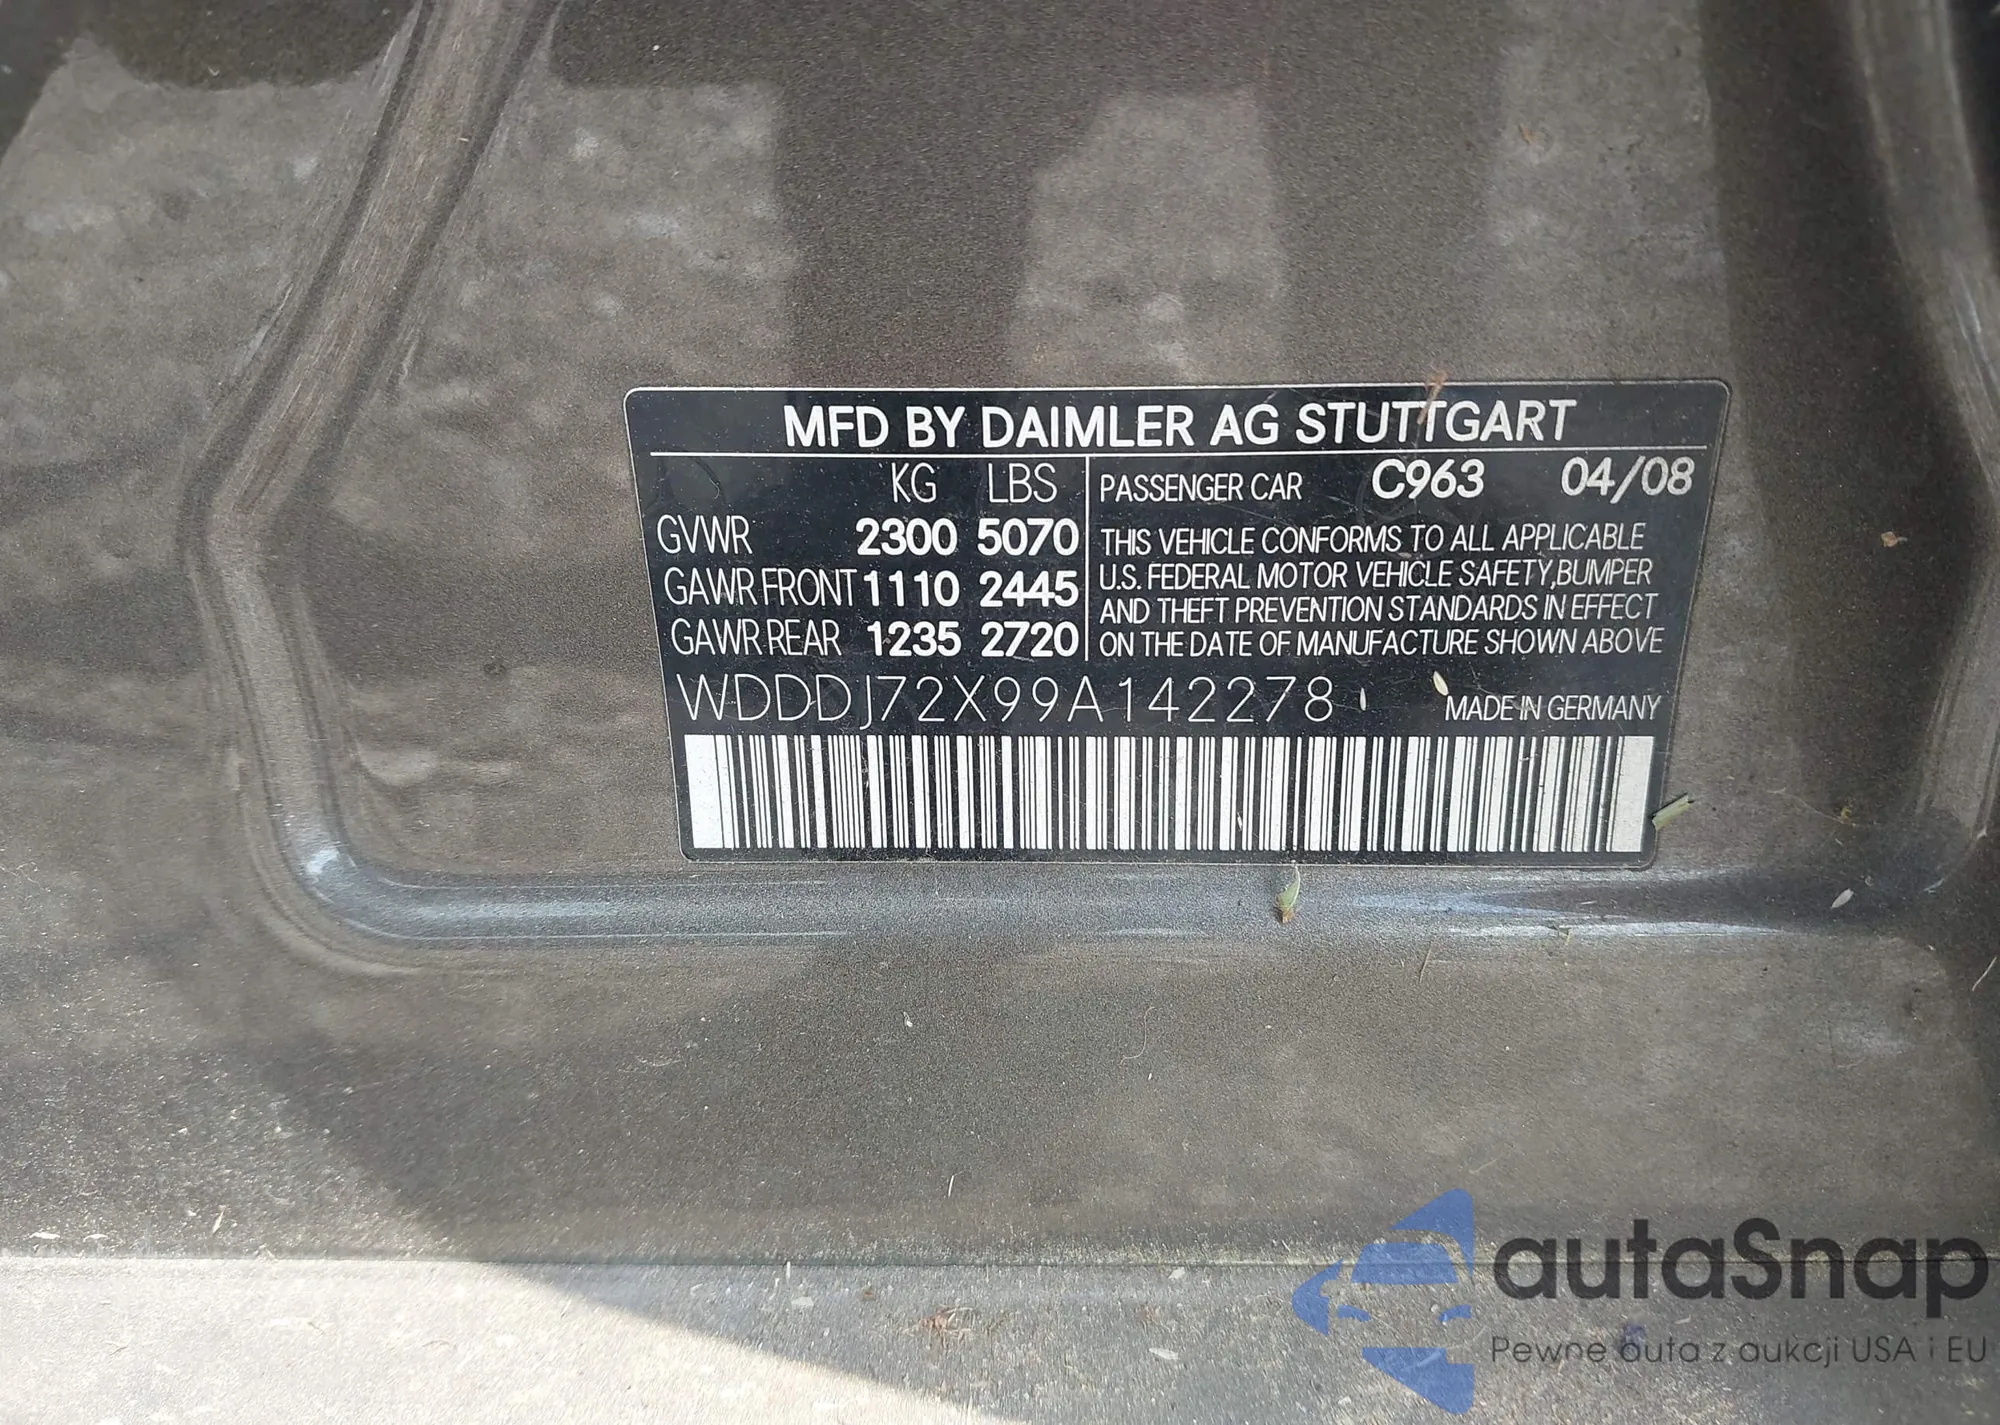 MFD BY DAIMLER AG STUTTGART
KG LBS
GVWR 2300 5070
GAWR FRONT 1110 2445
GAWR REAR 1235 2720
PASSENGER CAR C963 04/08
THIS VEHICLE CONFORMS TO ALL APPLICABLE
U.S. FEDERAL MOTOR VEHICLE SAFETY,BUMPER
AND THEFT PREVENTION STANDARDS IN EFFECT
ON THE DATE OF MANUFACTURE SHOWN ABOVE
WDDDJ72X99A142278 MADE IN GERMANY
autaSnap
Pewne auta z aukcji USA i EU